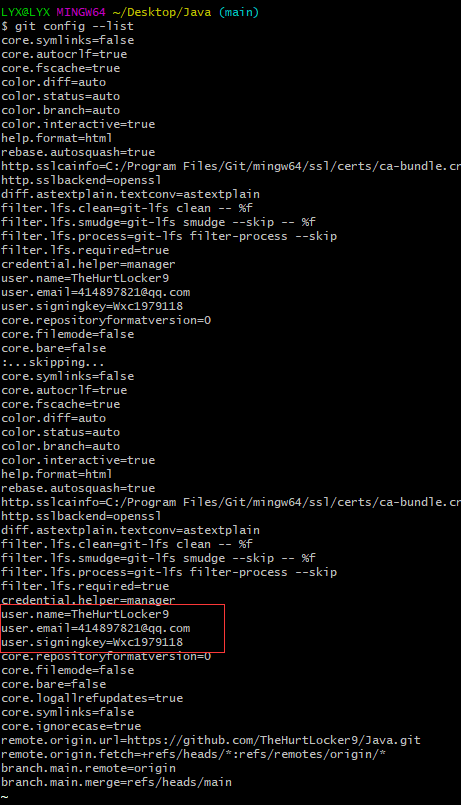 LYX@LYX MINGW64 ~/Desktop/Java (main)
$ git config --list
core.symlinks=false
core.autocrlf=true
core.fscache=true
color.diff=auto
color.status=auto
color.branch=auto
color.interactive=true
help.format=html
rebase.autosquash=true
http.sslcainfo=C:/Program Files/Git/mingw64/ssl/certs/ca-bundle.cr
http.sslbackend=openssl
diff.astextplain.textconv=astextplain
filter.lfs.clean=git-lfs clean -- %f
filter.lfs.smudge=git-lfs smudge --skip -- %f
filter.lfs.process=git-lfs filter-process --skip
filter.lfs.required=true
credential.helper=manager
user.name=TheHurtLocker9
user.email=414897821@qq.com
user.signingkey=Wxc1979118
core.repositoryformatversion=0
core.filemode=false
core.bare=false
:...skipping...
core.symlinks=false
core.autocrlf=true
core.fscache=true
color.diff=auto
color.status=auto
color.branch=auto
color.interactive=true
help.format=html
rebase.autosquash=true
http.sslcainfo=C:/Program Files/Git/mingw64/ssl/certs/ca-bundle.cr
http.sslbackend=openssl
diff.astextplain.textconv=astextplain
filter.lfs.clean=git-lfs clean -- %f
filter.lfs.smudge=git-lfs smudge --skip -- %f
filter.lfs.process=git-lfs filter-process --skip
filter.lfs.required=true
credential.helper=manager
user.name=TheHurtLocker9
user.email=414897821@qq.com
user.signingkey=Wxc1979118
core.repositoryformatversion=0
core.filemode=false
core.bare=false
core.logallrefupdates=true
core.symlinks=false
core.ignorecase=true
remote.origin.url=https://github.com/TheHurtLocker9/Java.git
remote.origin.fetch=+refs/heads/*:refs/remotes/origin/*
branch.main.remote=origin
branch.main.merge=refs/heads/main
~